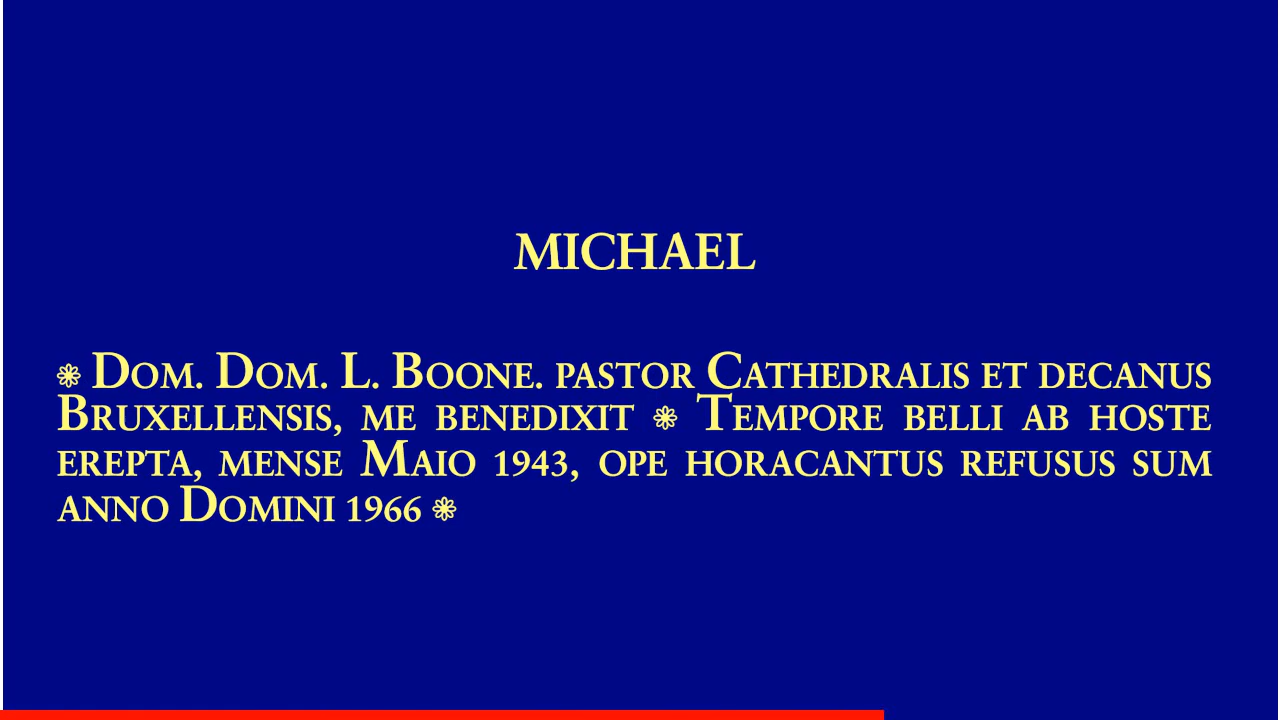 MICHAEL
❃ DOM. DOM. L. BOONE. PASTOR CATHEDRALIS ET DECANUS
BRUXELLENSIS, ME BENEDIXIT ❃ TEMPORE BELLI AB HOSTE
EREPTA, MENSE MAIO 1943, OPE HORACANTUS REFUSUS SUM
ANNO DOMINI 1966 ❃